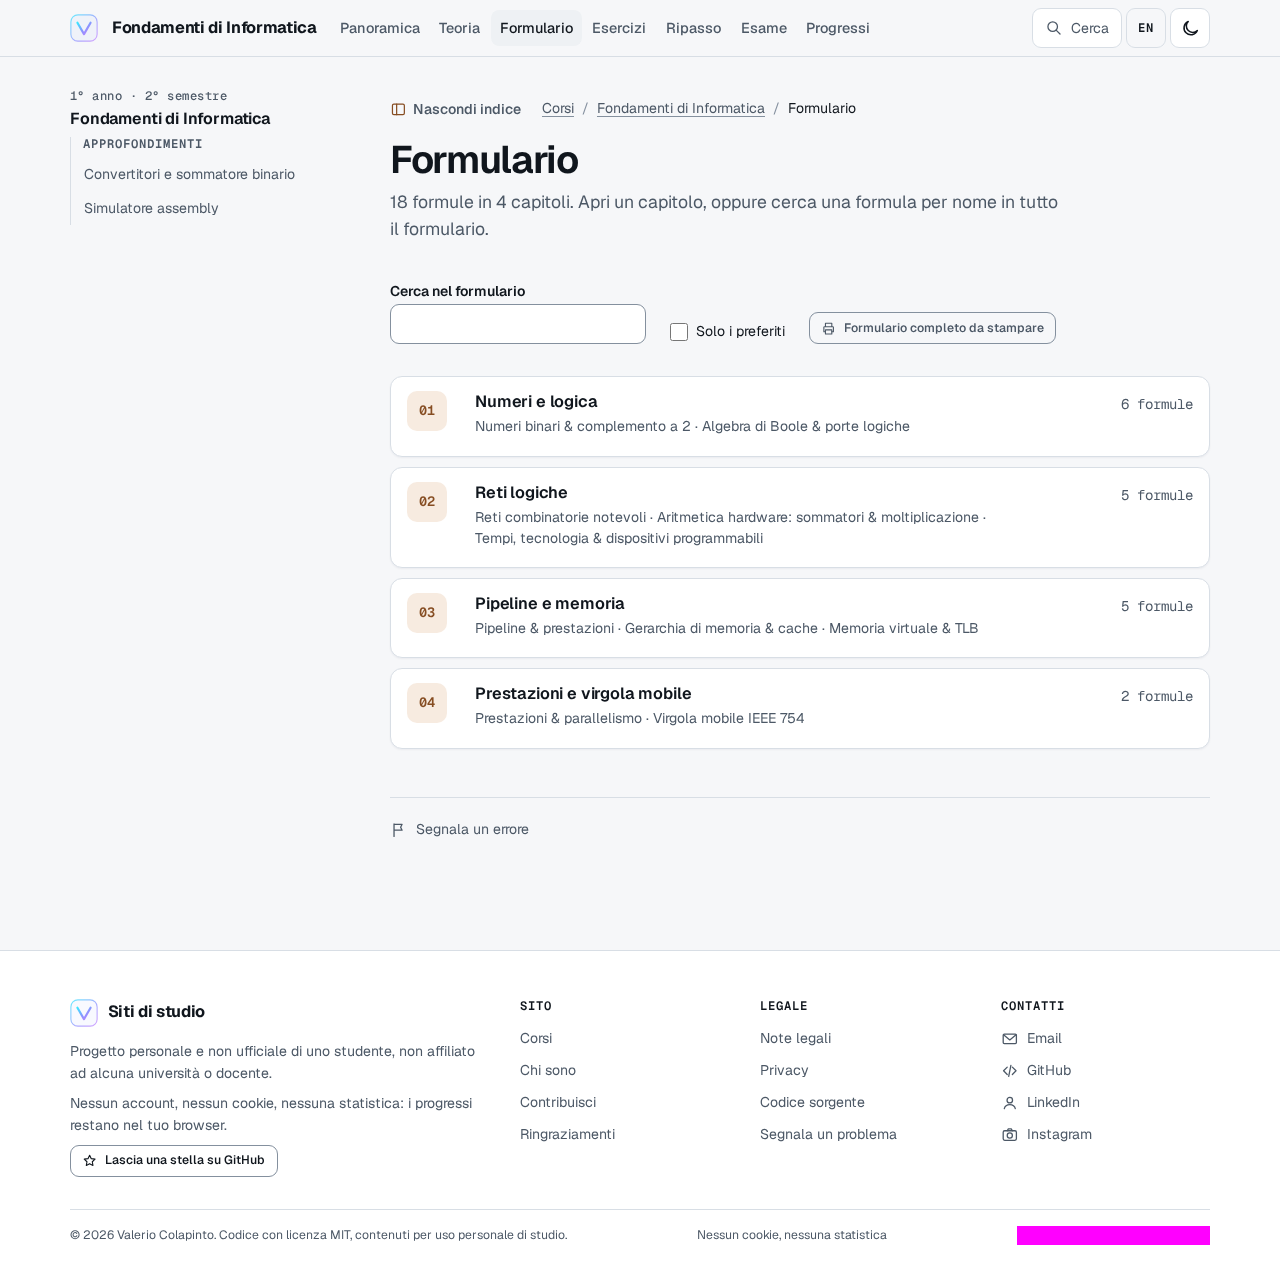 Fondamenti di Informatica
Panoramica
Teoria
Formulario
Esercizi
Ripasso
Esame
Progressi
Cerca
EN
1° anno · 2° semestre
Fondamenti di Informatica
APPROFONDIMENTI
Convertitori e sommatore binario
Simulatore assembly
Nascondi indice
Corsi / Fondamenti di Informatica / Formulario
Formulario
18 formule in 4 capitoli. Apri un capitolo, oppure cerca una formula per nome in tutto
il formulario.
Cerca nel formulario
Solo i preferiti
Formulario completo da stampare
01
Numeri e logica
6 formule
Numeri binari & complemento a 2 · Algebra di Boole & porte logiche
02
Reti logiche
5 formule
Reti combinatorie notevoli · Aritmetica hardware: sommatori & moltiplicazione ·
Tempi, tecnologia & dispositivi programmabili
03
Pipeline e memoria
5 formule
Pipeline & prestazioni · Gerarchia di memoria & cache · Memoria virtuale & TLB
04
Prestazioni e virgola mobile
2 formule
Prestazioni & parallelismo · Virgola mobile IEEE 754
Segnala un errore
Siti di studio
Progetto personale e non ufficiale di uno studente, non affiliato
ad alcuna università o docente.
Nessun account, nessun cookie, nessuna statistica: i progressi
restano nel tuo browser.
Lascia una stella su GitHub
SITO
Corsi
Chi sono
Contribuisci
Ringraziamenti
LEGALE
Note legali
Privacy
Codice sorgente
Segnala un problema
CONTATTI
Email
GitHub
LinkedIn
Instagram
© 2026 Valerio Colapinto. Codice con licenza MIT, contenuti per uso personale di studio.
Nessun cookie, nessuna statistica